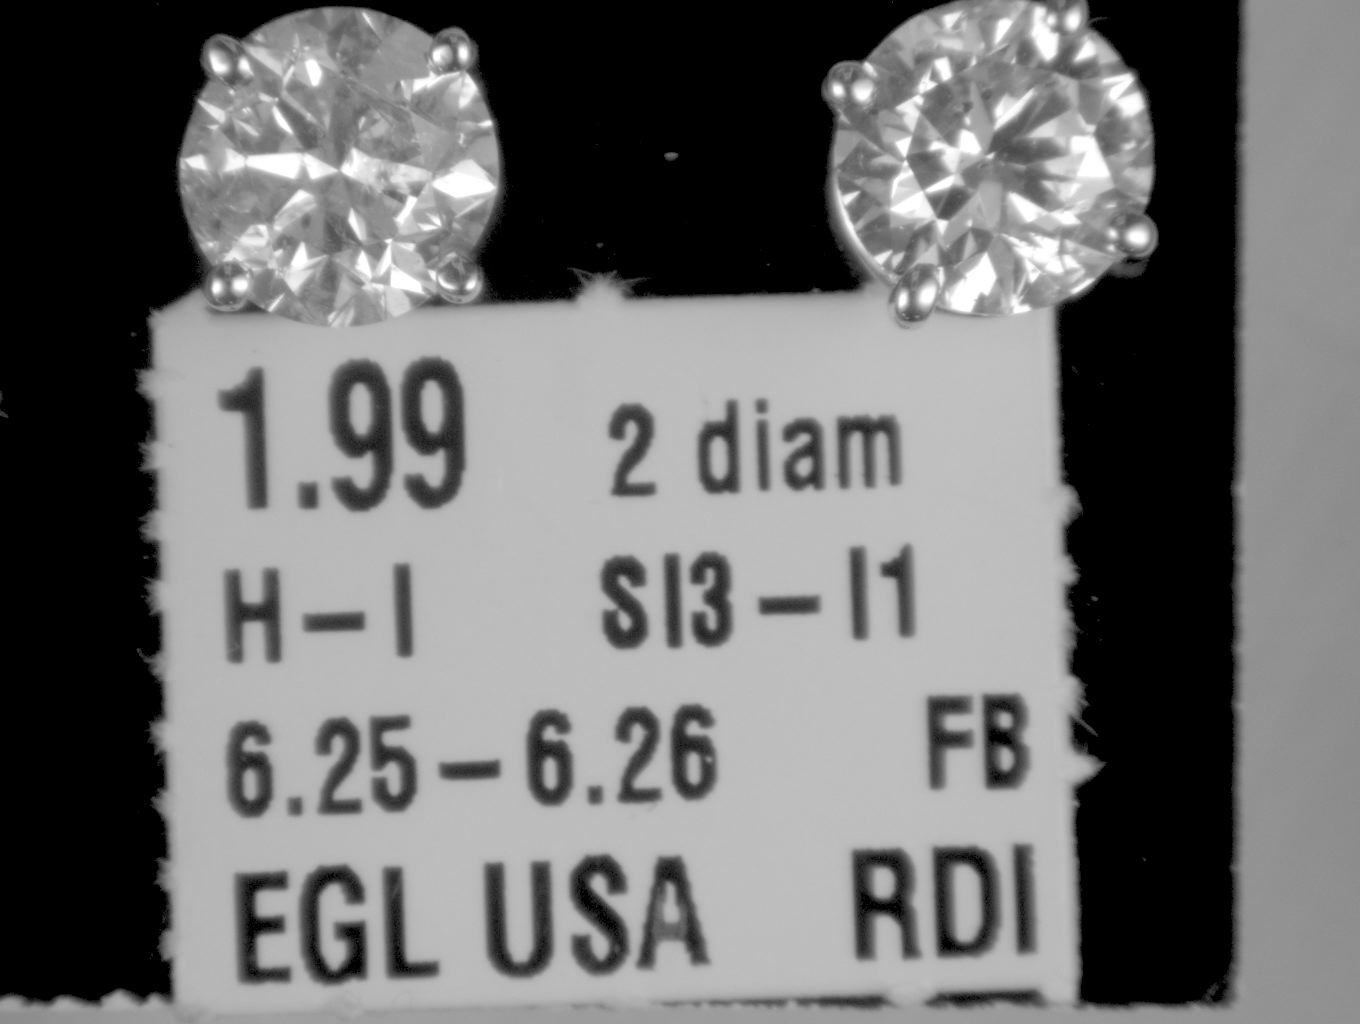 1.99 2 diam
H-I SI3-I1
6.25-6.26 FB
EGL USA RDI